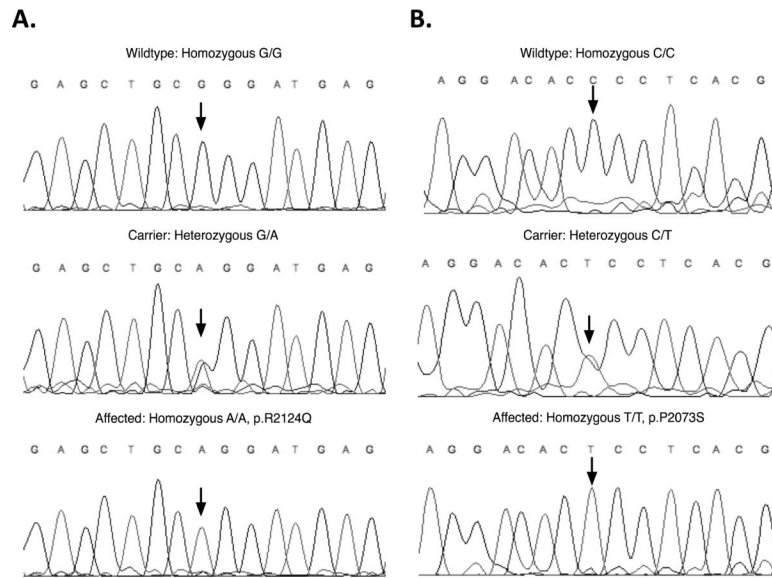 A.
Wildtype: Homozygous G/G
G A G C T G C G G G A T G A G
Carrier: Heterozygous G/A
G A G C T G C A G G A T G A G
Affected: Homozygous A/A, p.R2124Q
G A G C T G C A G G A T G A G
B.
Wildtype: Homozygous C/C
A G G A C A C C C C T C A C G
Carrier: Heterozygous C/T
A G G A C A C T C C T C A C G
Affected: Homozygous T/T, p.P2073S
A G G A C A C T C C T C A C G